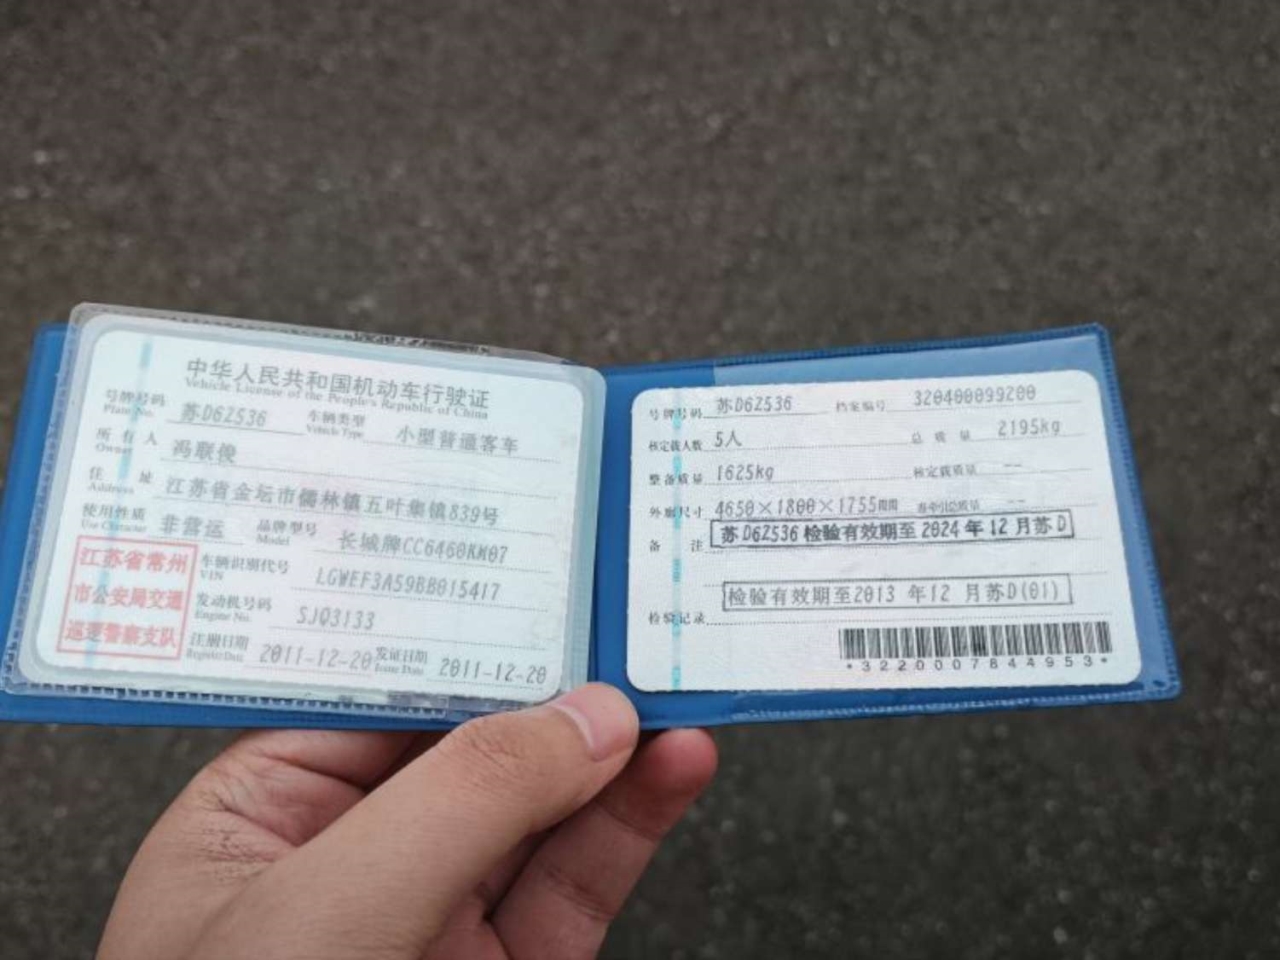 中华人民共和国机动车行驶证
Vehicle License of the People's Republic of China
号牌号码 苏D6Z536 车辆类型 小型普通客车
Plate No. Vehicle Type
所有人 冯联俊
Owner
住址 江苏省金坛市儒林镇五叶集镇839号
Address
使用性质 非营运 品牌型号 长城牌CC6460KM07
Use Character Model
江苏省常州
市公安局交通
巡逻警察支队
车辆识别代号 LGWEF3A59BB015417
VIN
发动机号码 SJQ3133
Engine No.
注册日期 2011-12-20 发证日期 2011-12-20
Register Date Issue Date
号牌号码 苏D6Z536 档案编号 320400099200
核定载人数 5人 总质量 2195kg
整备质量 1625kg 核定载质量 --
外廓尺寸 4650×1800×1755 --
备注 苏D6Z536检验有效期至2024年12月苏D
检验有效期至2013 年12 月苏D(01)
检验记录
*3220007844953*